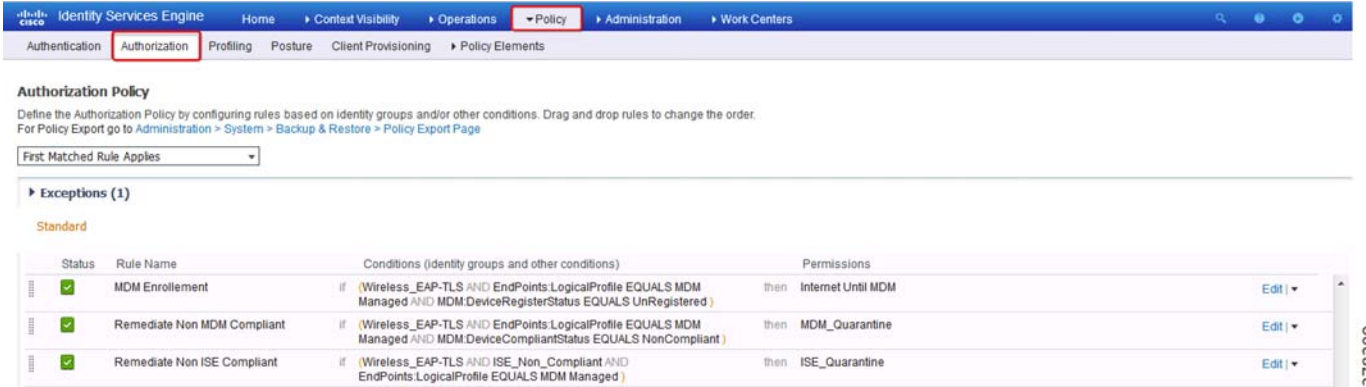 cisco Identity Services Engine Home Context Visibility Operations Policy Administration Work Centers
Authentication Authorization Profiling Posture Client Provisioning Policy Elements
Authorization Policy
Define the Authorization Policy by configuring rules based on identity groups and/or other conditions. Drag and drop rules to change the order.
For Policy Export go to Administration > System > Backup & Restore > Policy Export Page
First Matched Rule Applies
Exceptions (1)
Standard
Status Rule Name Conditions (identity groups and other conditions) Permissions
MDM Enrollement if (Wireless_EAP-TLS AND EndPoints:LogicalProfile EQUALS MDM then Internet Until MDM Edit |
Managed AND MDM:DeviceRegisterStatus EQUALS UnRegistered )
Remediate Non MDM Compliant if (Wireless_EAP-TLS AND EndPoints:LogicalProfile EQUALS MDM then MDM_Quarantine Edit |
Managed AND MDM:DeviceCompliantStatus EQUALS NonCompliant )
Remediate Non ISE Compliant if (Wireless_EAP-TLS AND ISE_Non_Compliant AND then ISE_Quarantine Edit |
EndPoints:LogicalProfile EQUALS MDM Managed )